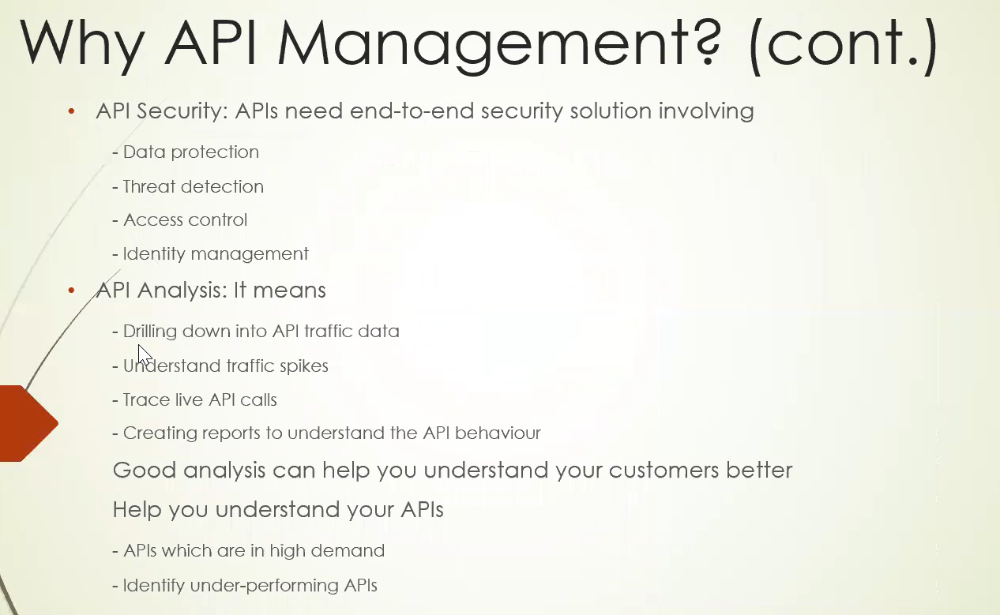 Why API Management? (cont.)
• API Security: APIs need end-to-end security solution involving
- Data protection
- Threat detection
- Access control
- Identity management
• API Analysis: It means
- Drilling down into API traffic data
- Understand traffic spikes
- Trace live API calls
- Creating reports to understand the API behaviour
Good analysis can help you understand your customers better
Help you understand your APIs
- APIs which are in high demand
- Identify under-performing APIs